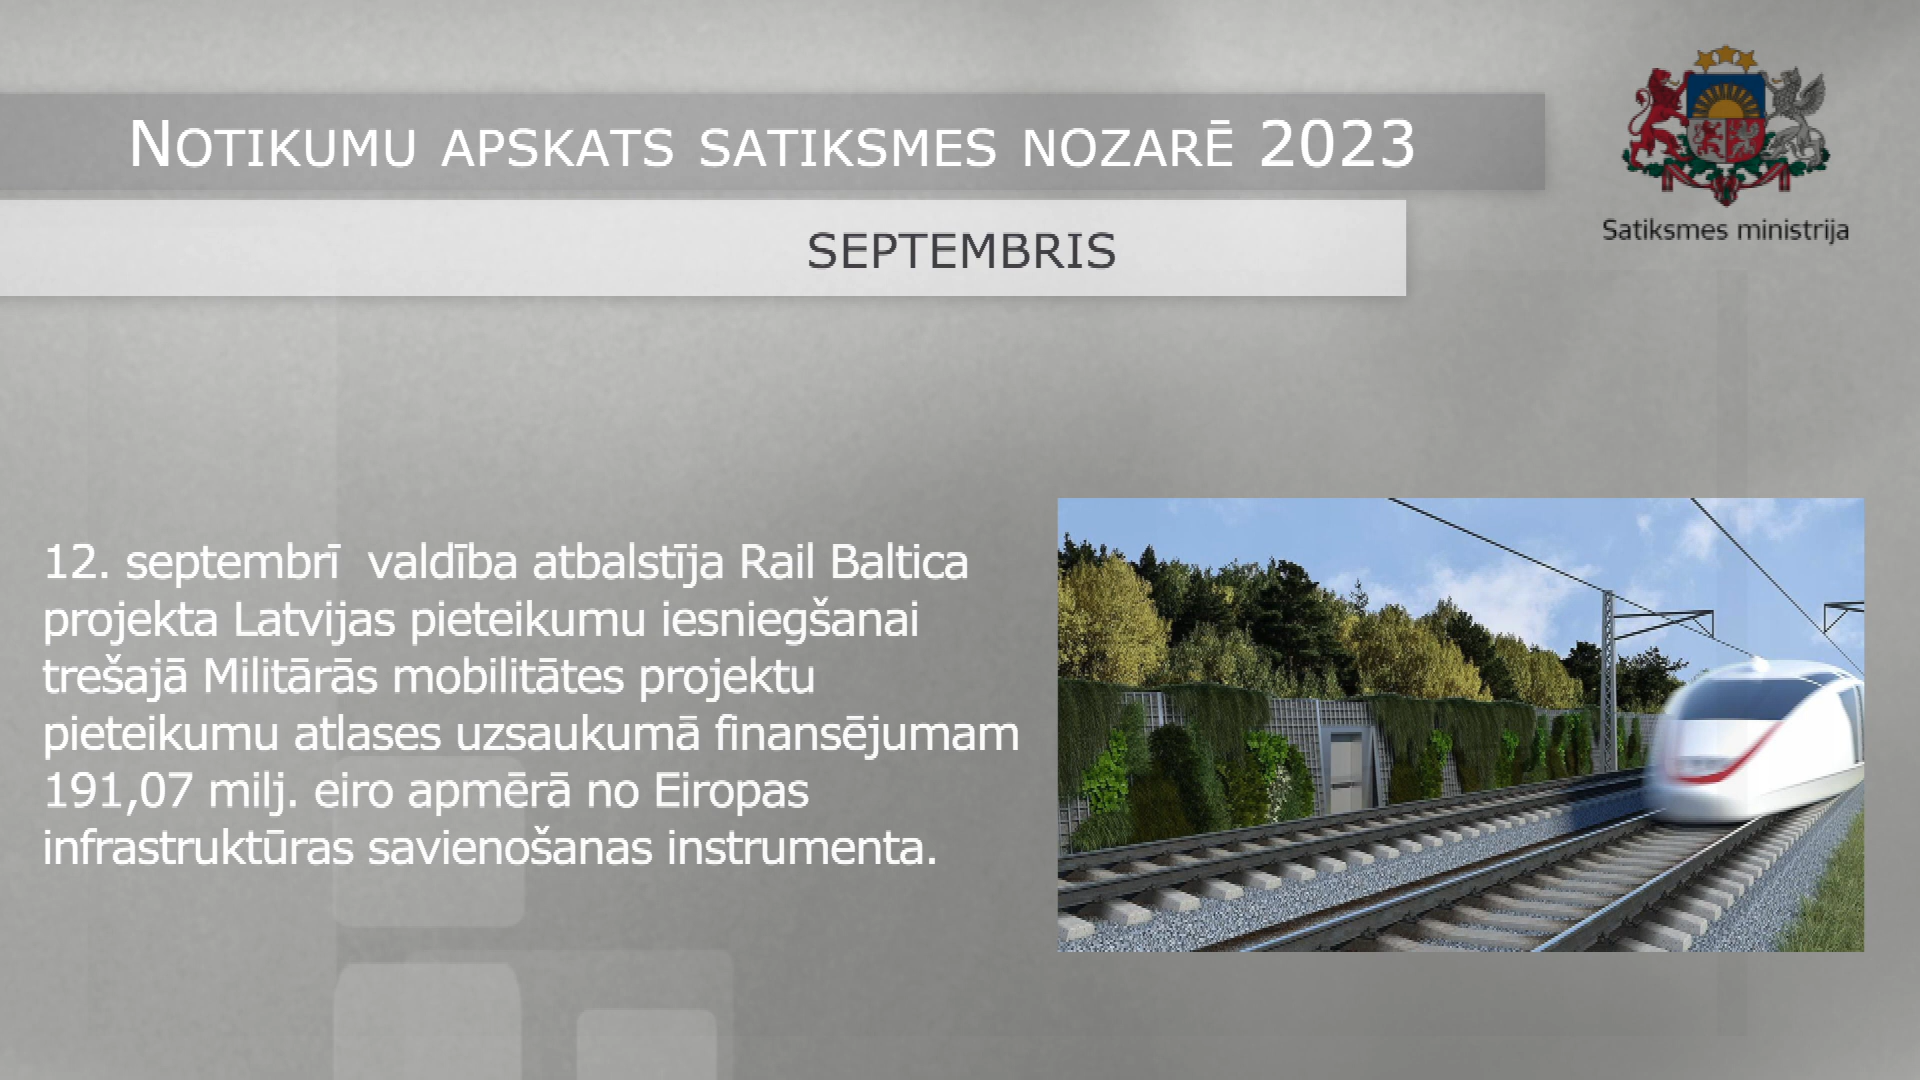 NOTIKUMU APSKATS SATIKSMES NOZARĒ 2023
SEPTEMBRIS
Satiksmes ministrija
12. septembrī  valdība atbalstīja Rail Baltica
projekta Latvijas pieteikumu iesniegšanai
trešajā Militārās mobilitātes projektu
pieteikumu atlases uzsaukumā finansējumam
191,07 milj. eiro apmērā no Eiropas
infrastruktūras savienošanas instrumenta.